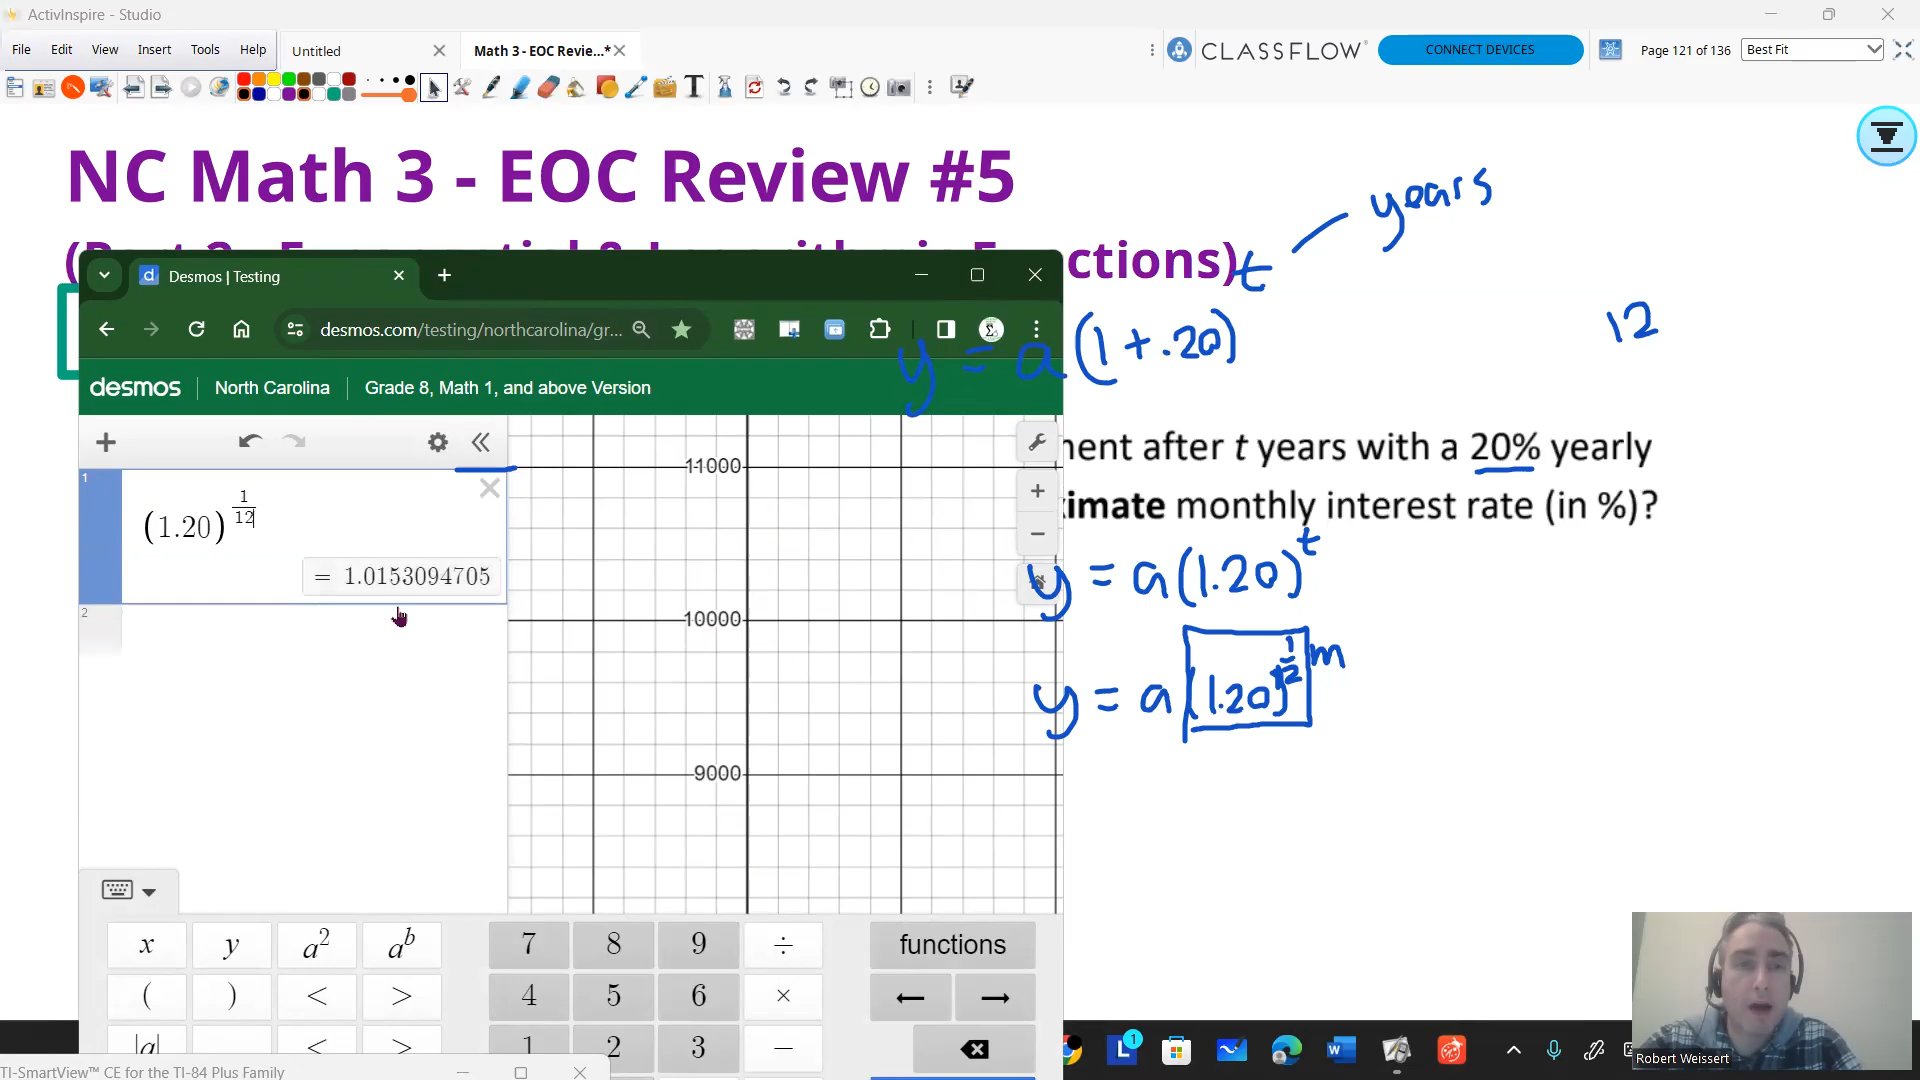 ActivInspire - Studio
File Edit View Insert Tools Help
Untitled
Math 3 - EOC Revie...*
CLASSFLOW
CONNECT DEVICES
Page 121 of 136
Best Fit
NC Math 3 - EOC Review #5
ctions)
t
years
12
y = a (1 + .20)
Desmos | Testing
desmos.com/testing/northcarolina/gr...
desmos
North Carolina
Grade 8, Math 1, and above Version
1
(1.20)^(1/12)
= 1.0153094705
2
11000
10000
9000
ment after t years with a 20% yearly
ximate monthly interest rate (in %)?
y = a(1.20)^t
y = a(1.20)^(1/12) m
x y a² aᵇ 7 8 9 ÷ functions
( ) < > 4 5 6 × ← →
|a| < > 1 2 3 −
L 1
W
Robert Weissert
TI-SmartView™ CE for the TI-84 Plus Family